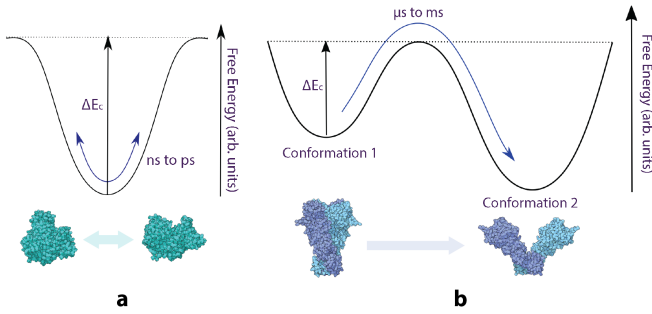 ΔEc
ns to ps
Free Energy (arb. units)
a
μs to ms
ΔEc
Conformation 1
Conformation 2
Free Energy (arb. units)
b